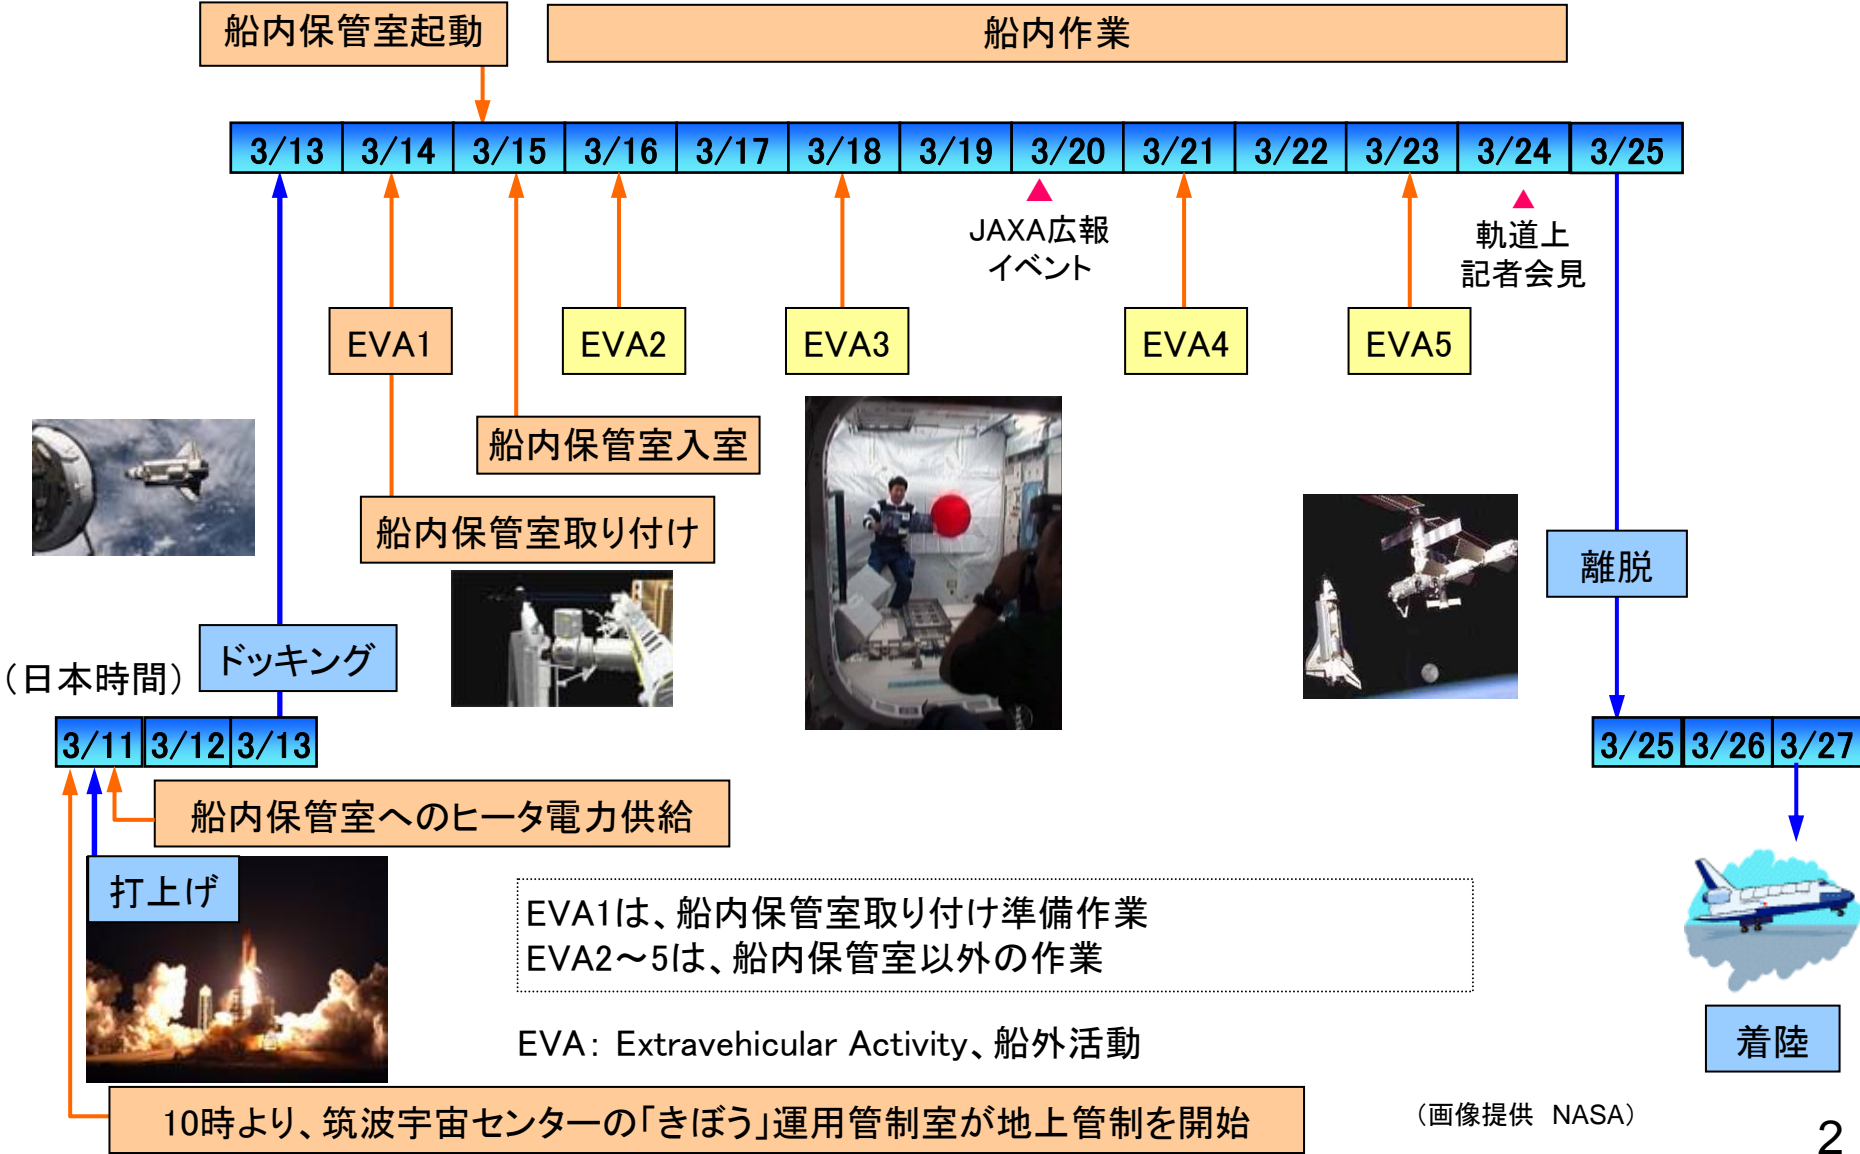 船内保管室起動
船内作業
3/13 3/14 3/15 3/16 3/17 3/18 3/19 3/20 3/21 3/22 3/23 3/24 3/25
JAXA広報
イベント
軌道上
記者会見
EVA1
EVA2
EVA3
EVA4
EVA5
船内保管室入室
船内保管室取り付け
離脱
ドッキング
（日本時間）
3/11 3/12 3/13
3/25 3/26 3/27
船内保管室へのヒータ電力供給
打上げ
EVA1は、船内保管室取り付け準備作業
EVA2～5は、船内保管室以外の作業
EVA： Extravehicular Activity、船外活動
着陸
10時より、筑波宇宙センターの「きぼう」運用管制室が地上管制を開始
（画像提供　NASA）
2